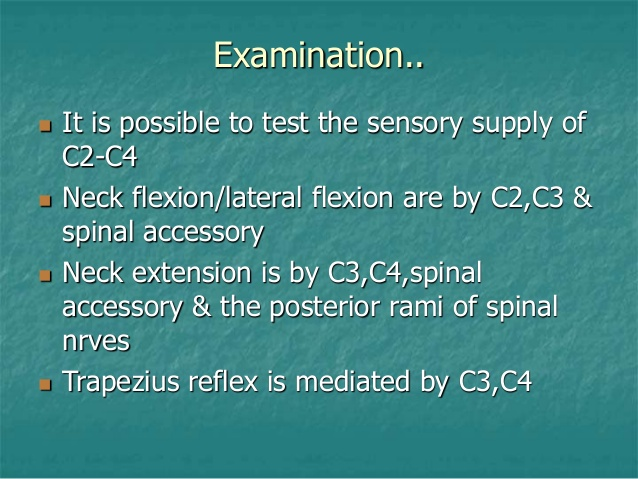 Examination..
It is possible to test the sensory supply of
C2-C4
Neck flexion/lateral flexion are by C2,C3 &
spinal accessory
Neck extension is by C3,C4,spinal
accessory & the posterior rami of spinal
nrves
Trapezius reflex is mediated by C3,C4